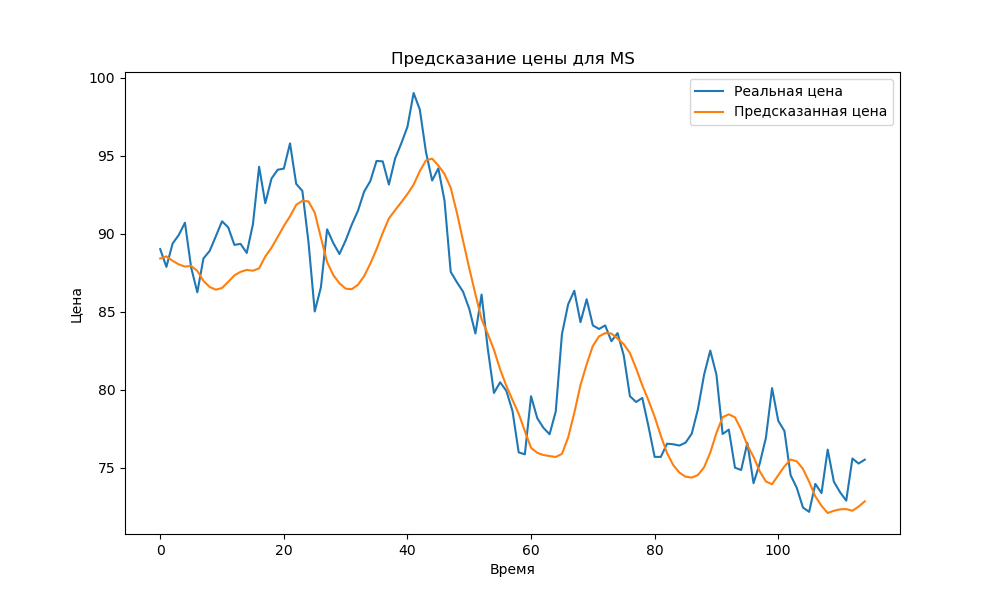 Предсказание цены для MS
Реальная цена
Предсказанная цена
100
95
90
85
80
75
Цена
0 20 40 60 80 100
Время